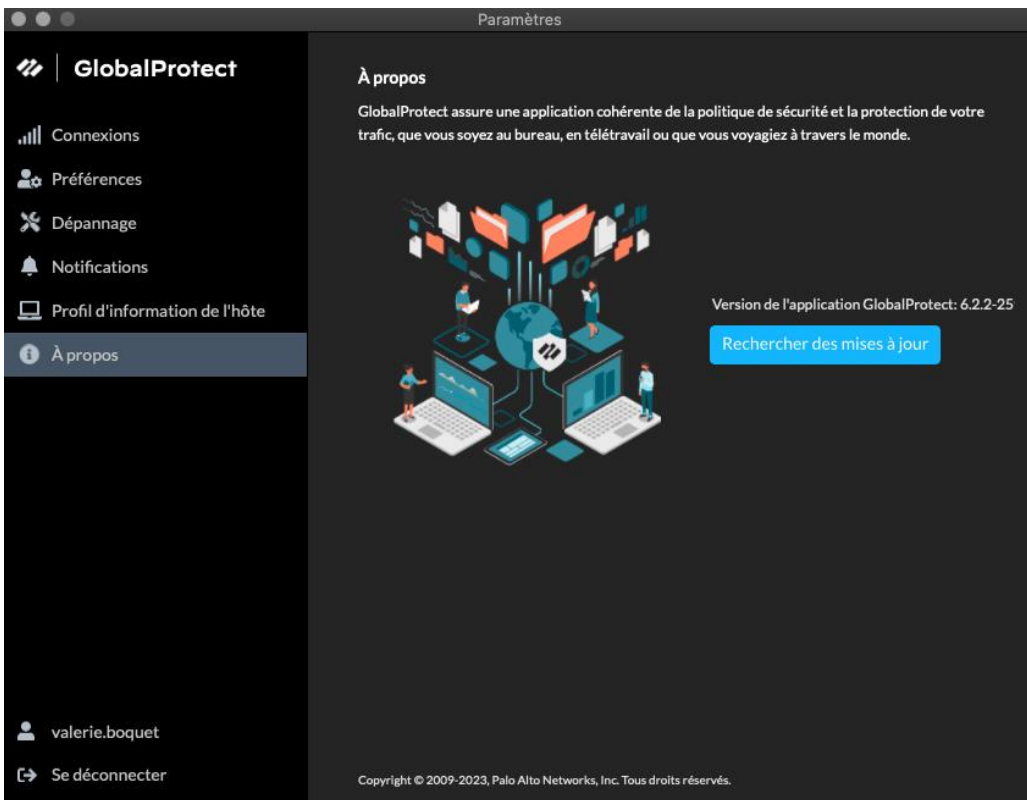 Paramètres
GlobalProtect
Connexions
Préférences
Dépannage
Notifications
Profil d'information de l'hôte
À propos
valerie.boquet
Se déconnecter
À propos
GlobalProtect assure une application cohérente de la politique de sécurité et la protection de votre
trafic, que vous soyez au bureau, en télétravail ou que vous voyagiez à travers le monde.
Version de l'application GlobalProtect: 6.2.2-25
Rechercher des mises à jour
Copyright © 2009-2023, Palo Alto Networks, Inc. Tous droits réservés.